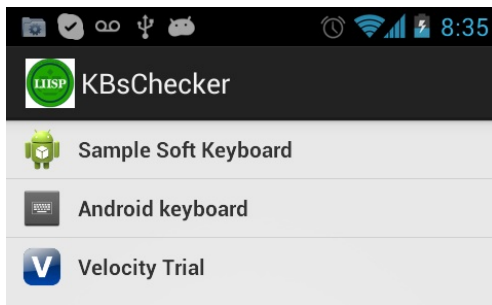 8:35
LIISP
KBsChecker
Sample Soft Keyboard
Android keyboard
V
Velocity Trial